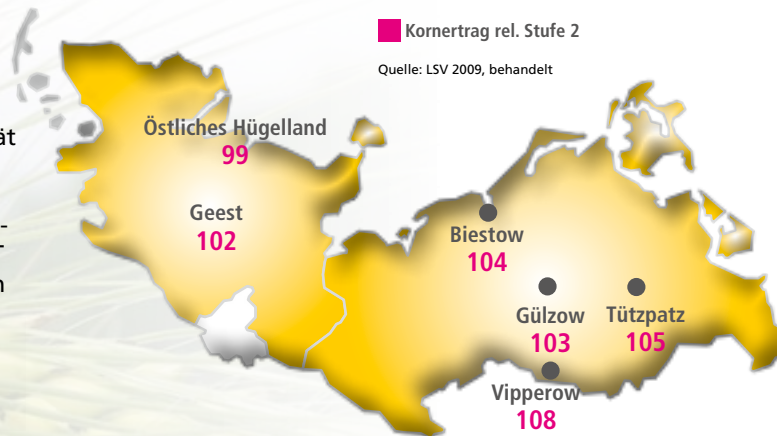 Kornertrag rel. Stufe 2
Quelle: LSV 2009, behandelt
ät
-
-
n
Östliches Hügelland
99
Geest
102
Biestow
104
Gülzow
103
Tützpatz
105
Vipperow
108